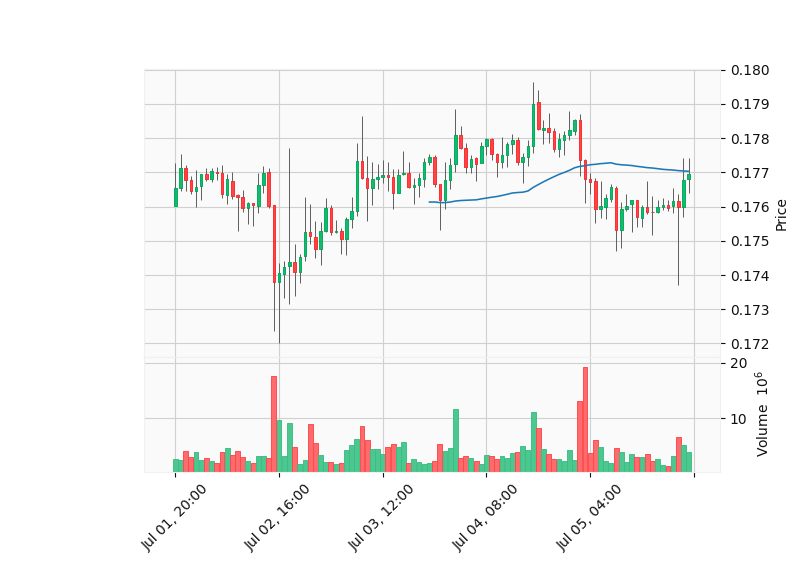 0.180
0.179
0.178
0.177
0.176
0.175
0.174
0.173
0.172
Price
20
10
Volume 10^6
Jul 01, 20:00
Jul 02, 16:00
Jul 03, 12:00
Jul 04, 08:00
Jul 05, 04:00